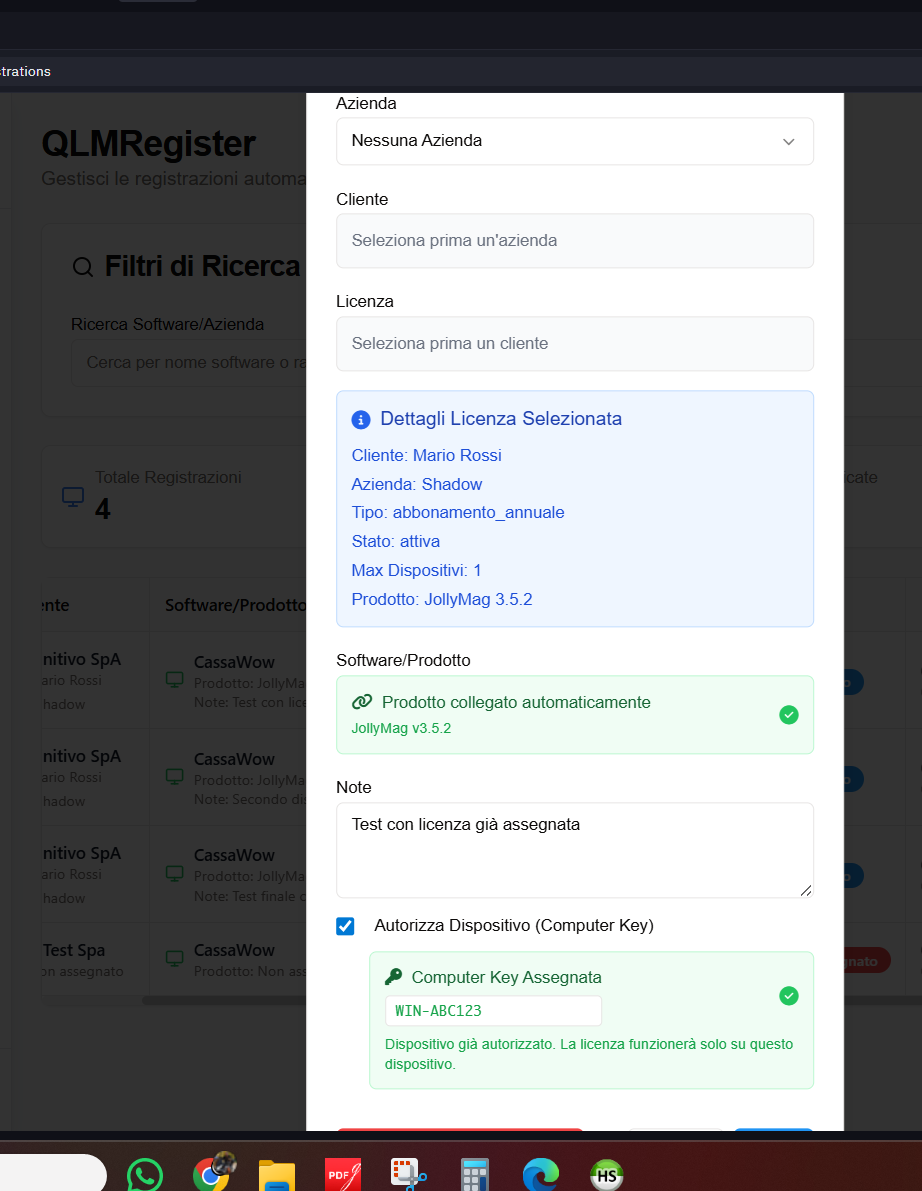 strations
QLMRegister
Gestisci le registrazioni automa
Filtri di Ricerca
Ricerca Software/Azienda
Cerca per nome software o ra
Totale Registrazioni
4
icate
ente
Software/Prodotto
nitivo SpA
ario Rossi
hadow
CassaWow
Prodotto: JollyMa
Note: Test con lice
nitivo SpA
ario Rossi
hadow
CassaWow
Prodotto: JollyMa
Note: Secondo dis
nitivo SpA
ario Rossi
hadow
CassaWow
Prodotto: JollyMa
Note: Test finale c
Test Spa
on assegnato
CassaWow
Prodotto: Non ass
o
o
o
gnato
Azienda
Nessuna Azienda
Cliente
Seleziona prima un'azienda
Licenza
Seleziona prima un cliente
Dettagli Licenza Selezionata
Cliente: Mario Rossi
Azienda: Shadow
Tipo: abbonamento_annuale
Stato: attiva
Max Dispositivi: 1
Prodotto: JollyMag 3.5.2
Software/Prodotto
Prodotto collegato automaticamente
JollyMag v3.5.2
Note
Test con licenza già assegnata
Autorizza Dispositivo (Computer Key)
Computer Key Assegnata
WIN-ABC123
Dispositivo già autorizzato. La licenza funzionerà solo su questo
dispositivo.
PDF
HS